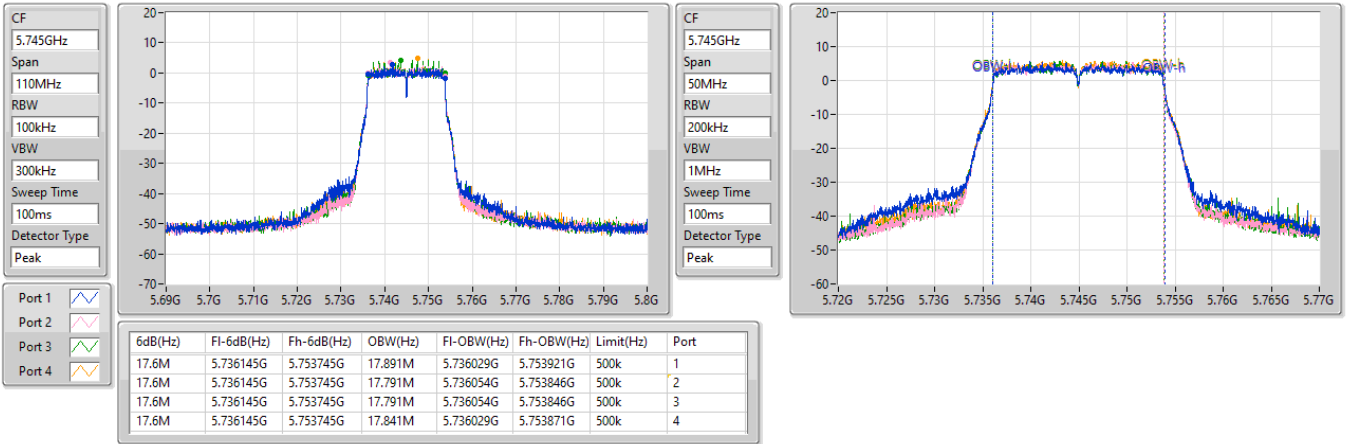 CF
5.745GHz
Span
110MHz
RBW
100kHz
VBW
300kHz
Sweep Time
100ms
Detector Type
Peak
20-
10-
0-
-10-
-20-
-30-
-40-
-50-
-60-
-70-
5.69G 5.7G 5.71G 5.72G 5.73G 5.74G 5.75G 5.76G 5.77G 5.78G 5.79G 5.8G
CF
5.745GHz
Span
50MHz
RBW
200kHz
VBW
1MHz
Sweep Time
100ms
Detector Type
Peak
20-
10-
0-
-10-
-20-
-30-
-40-
-50-
-60-
OBW-h
5.72G 5.725G 5.73G 5.735G 5.74G 5.745G 5.75G 5.755G 5.76G 5.765G 5.77G
Port 1
Port 2
Port 3
Port 4
6dB(Hz) Fl-6dB(Hz) Fh-6dB(Hz) OBW(Hz) Fl-OBW(Hz) Fh-OBW(Hz) Limit(Hz) Port
17.6M 5.736145G 5.753745G 17.891M 5.736029G 5.753921G 500k 1
17.6M 5.736145G 5.753745G 17.791M 5.736054G 5.753846G 500k 2
17.6M 5.736145G 5.753745G 17.791M 5.736054G 5.753846G 500k 3
17.6M 5.736145G 5.753745G 17.841M 5.736029G 5.753871G 500k 4